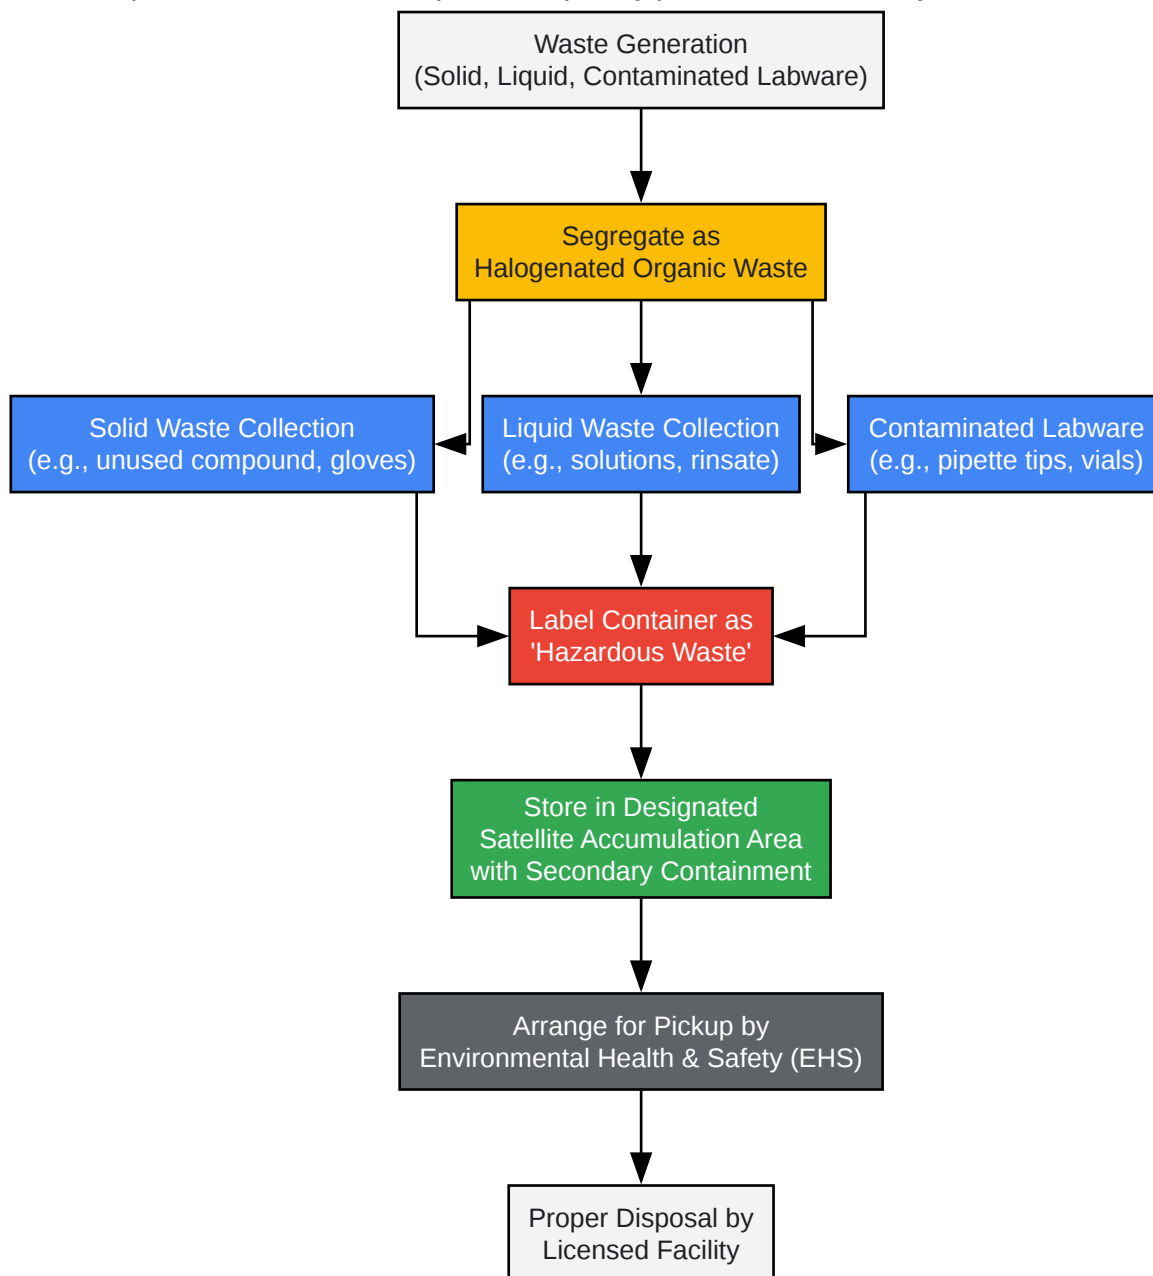 Waste Generation
(Solid, Liquid, Contaminated Labware)
Segregate as
Halogenated Organic Waste
Solid Waste Collection
(e.g., unused compound, gloves)
Liquid Waste Collection
(e.g., solutions, rinsate)
Contaminated Labware
(e.g., pipette tips, vials)
Label Container as
'Hazardous Waste'
Store in Designated
Satellite Accumulation Area
with Secondary Containment
Arrange for Pickup by
Environmental Health & Safety (EHS)
Proper Disposal by
Licensed Facility